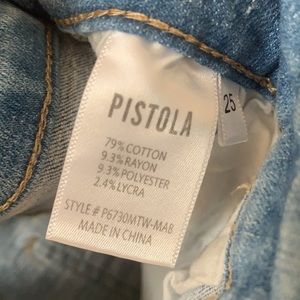 PISTOLA
79% COTTON
9.3% RAYON
9.3% POLYESTER
2.4% LYCRA
STYLE # P6730MTW-MAB
MADE IN CHINA
25